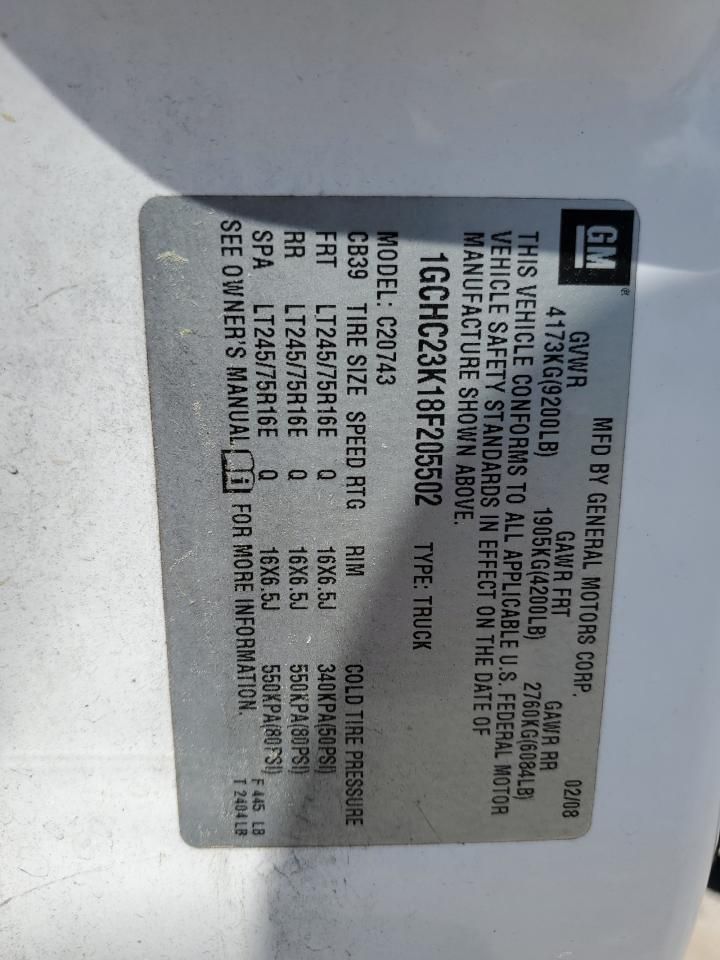 GM ® MFD BY GENERAL MOTORS CORP. 02/08
GVWR GAWR FRT GAWR RR
4173KG(9200LB) 1905KG(4200LB) 2760KG(6084LB)
THIS VEHICLE CONFORMS TO ALL APPLICABLE U.S. FEDERAL MOTOR
VEHICLE SAFETY STANDARDS IN EFFECT ON THE DATE OF
MANUFACTURE SHOWN ABOVE.
1GCHC23K18F205502 TYPE: TRUCK
MODEL: C20743
CB39 TIRE SIZE SPEED RTG RIM COLD TIRE PRESSURE
FRT LT245/75R16E Q 16X6.5J 340KPA(50PSI)
RR LT245/75R16E Q 16X6.5J 550KPA(80PSI)
SPA LT245/75R16E Q 16X6.5J 550KPA(80PSI)
SEE OWNER'S MANUAL FOR MORE INFORMATION.
F 445 LB
T 2404 LB